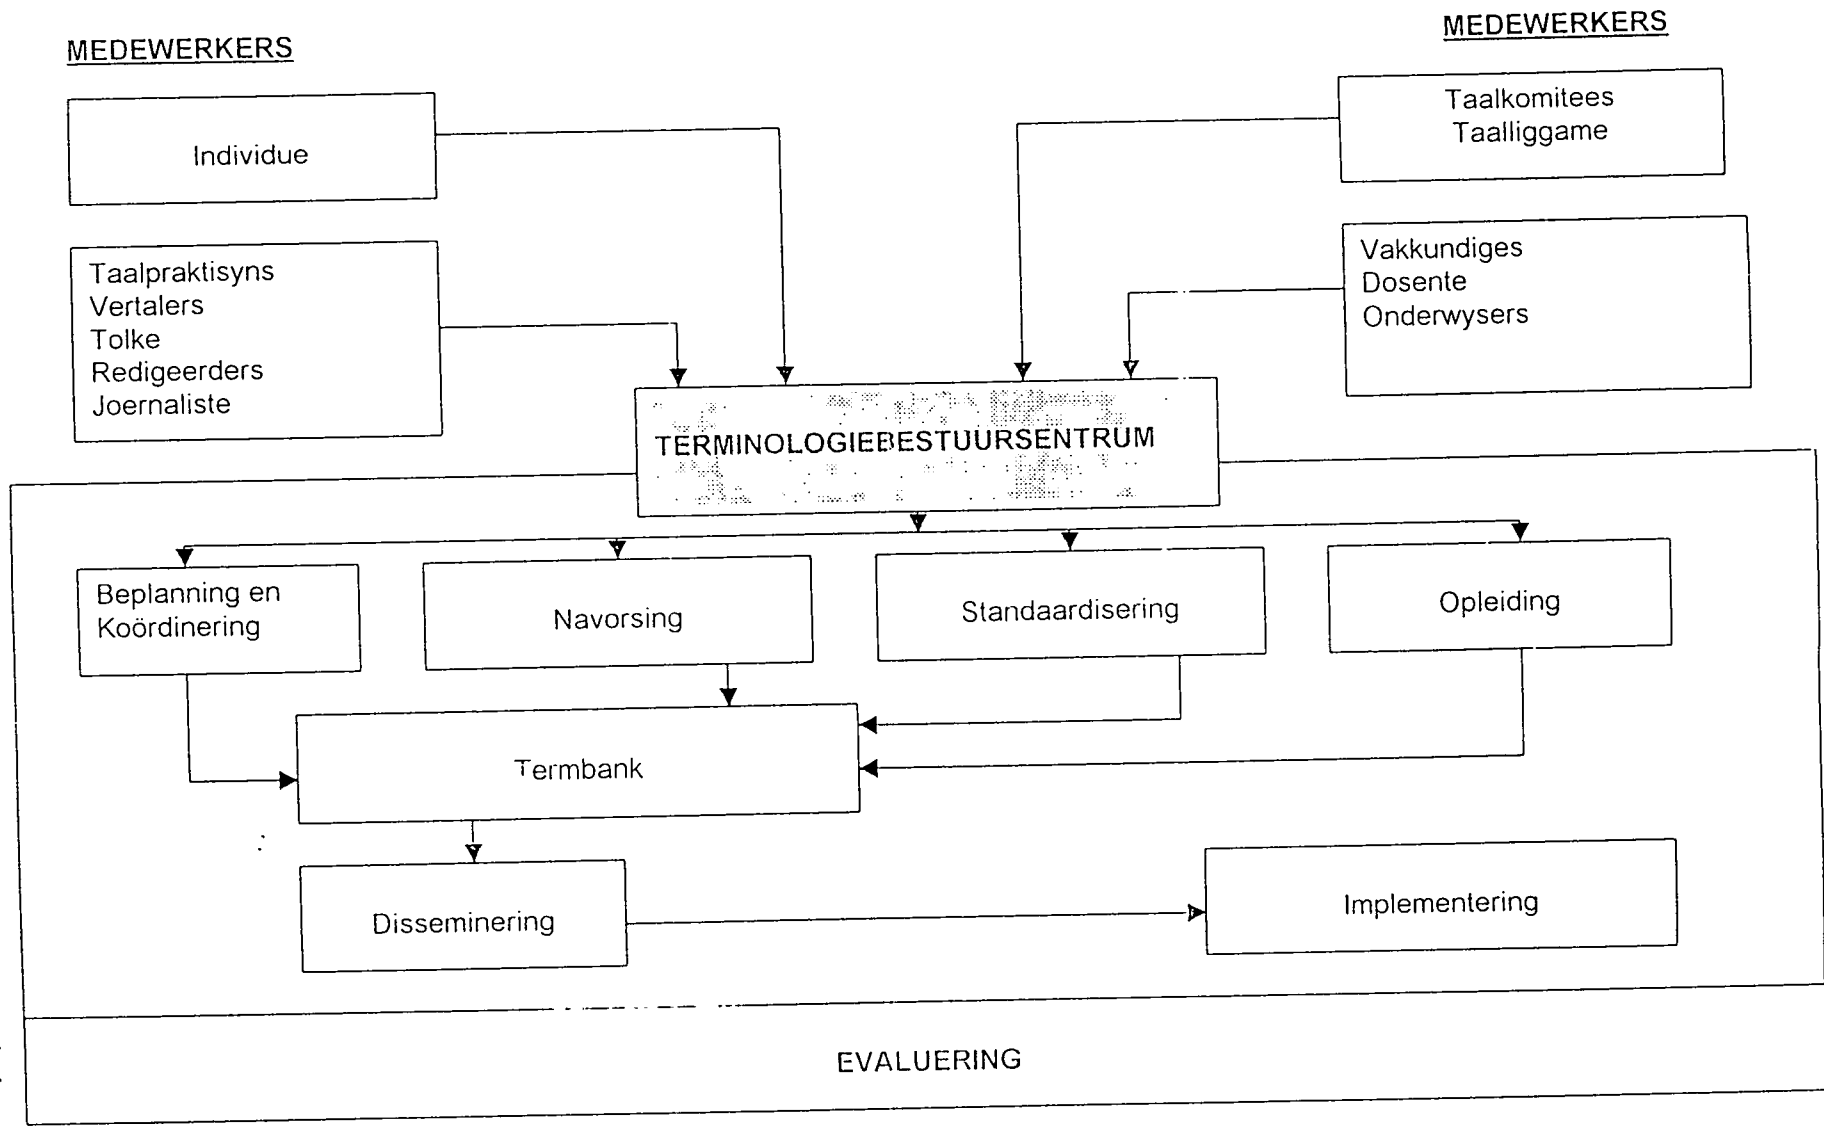 MEDEWERKERS
Individue
Taalpraktisyns
Vertalers
Tolke
Redigeerders
Joernaliste
MEDEWERKERS
Taalkomitees
Taalliggame
Vakkundiges
Dosente
Onderwysers
TERMINOLOGIEBESTUURSENTRUM
Beplanning en
Koördinering
Navorsing
Standaardisering
Opleiding
Termbank
Disseminering
Implementering
EVALUERING